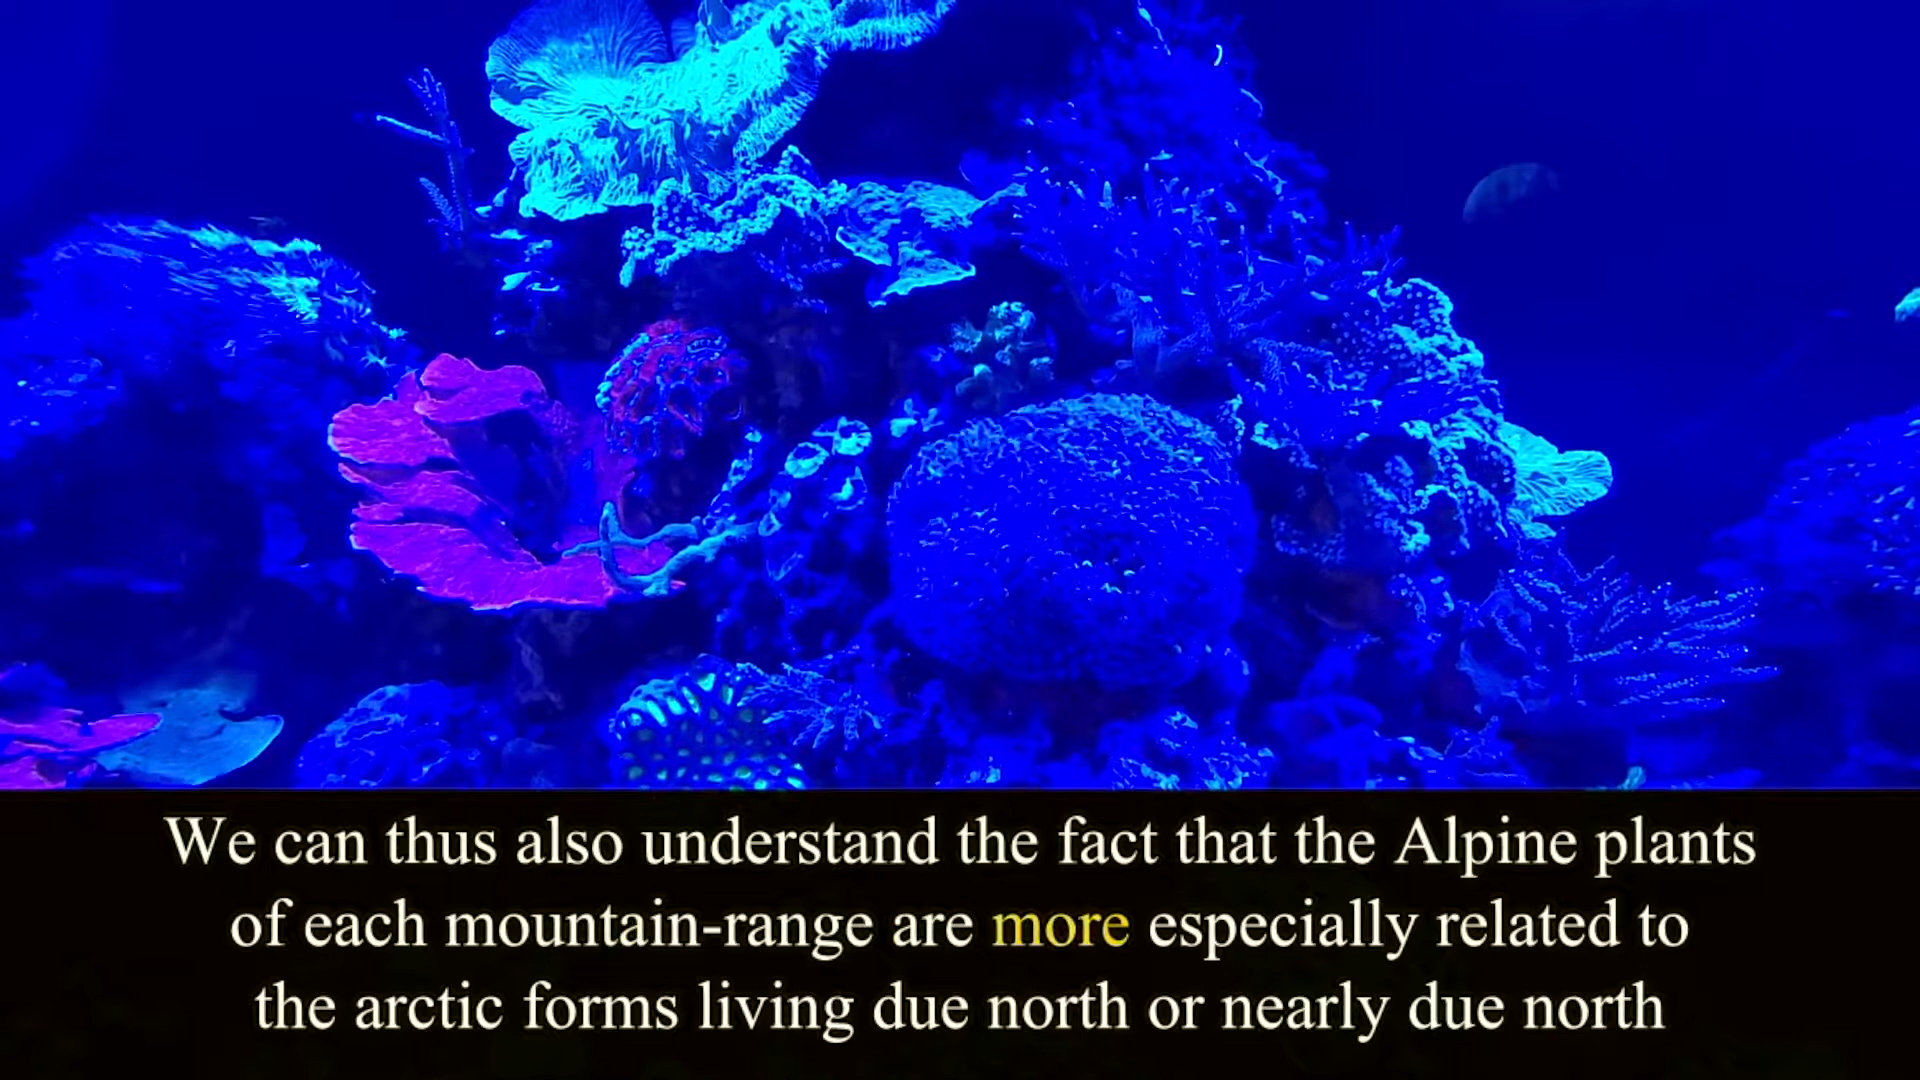 We can thus also understand the fact that the Alpine plants
of each mountain-range are more especially related to
the arctic forms living due north or nearly due north